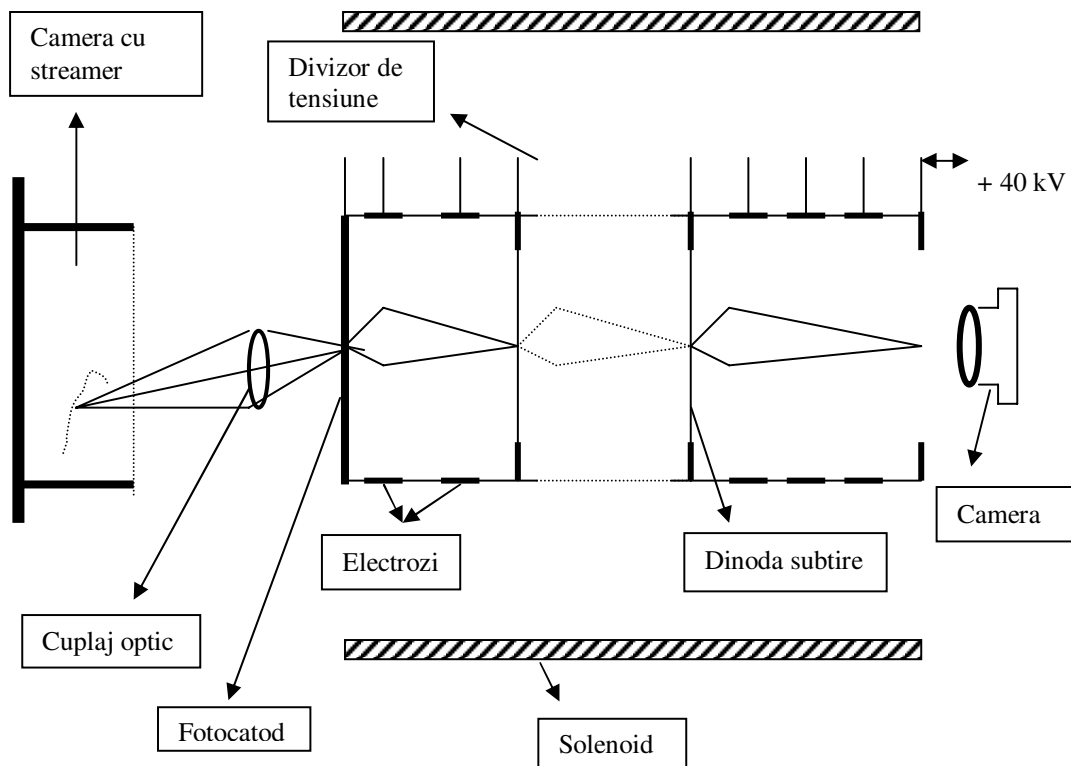 Camera cu
streamer
Divizor de
tensiune
+ 40 kV
Electrozi
Dinoda subtire
Camera
Cuplaj optic
Fotocatod
Solenoid